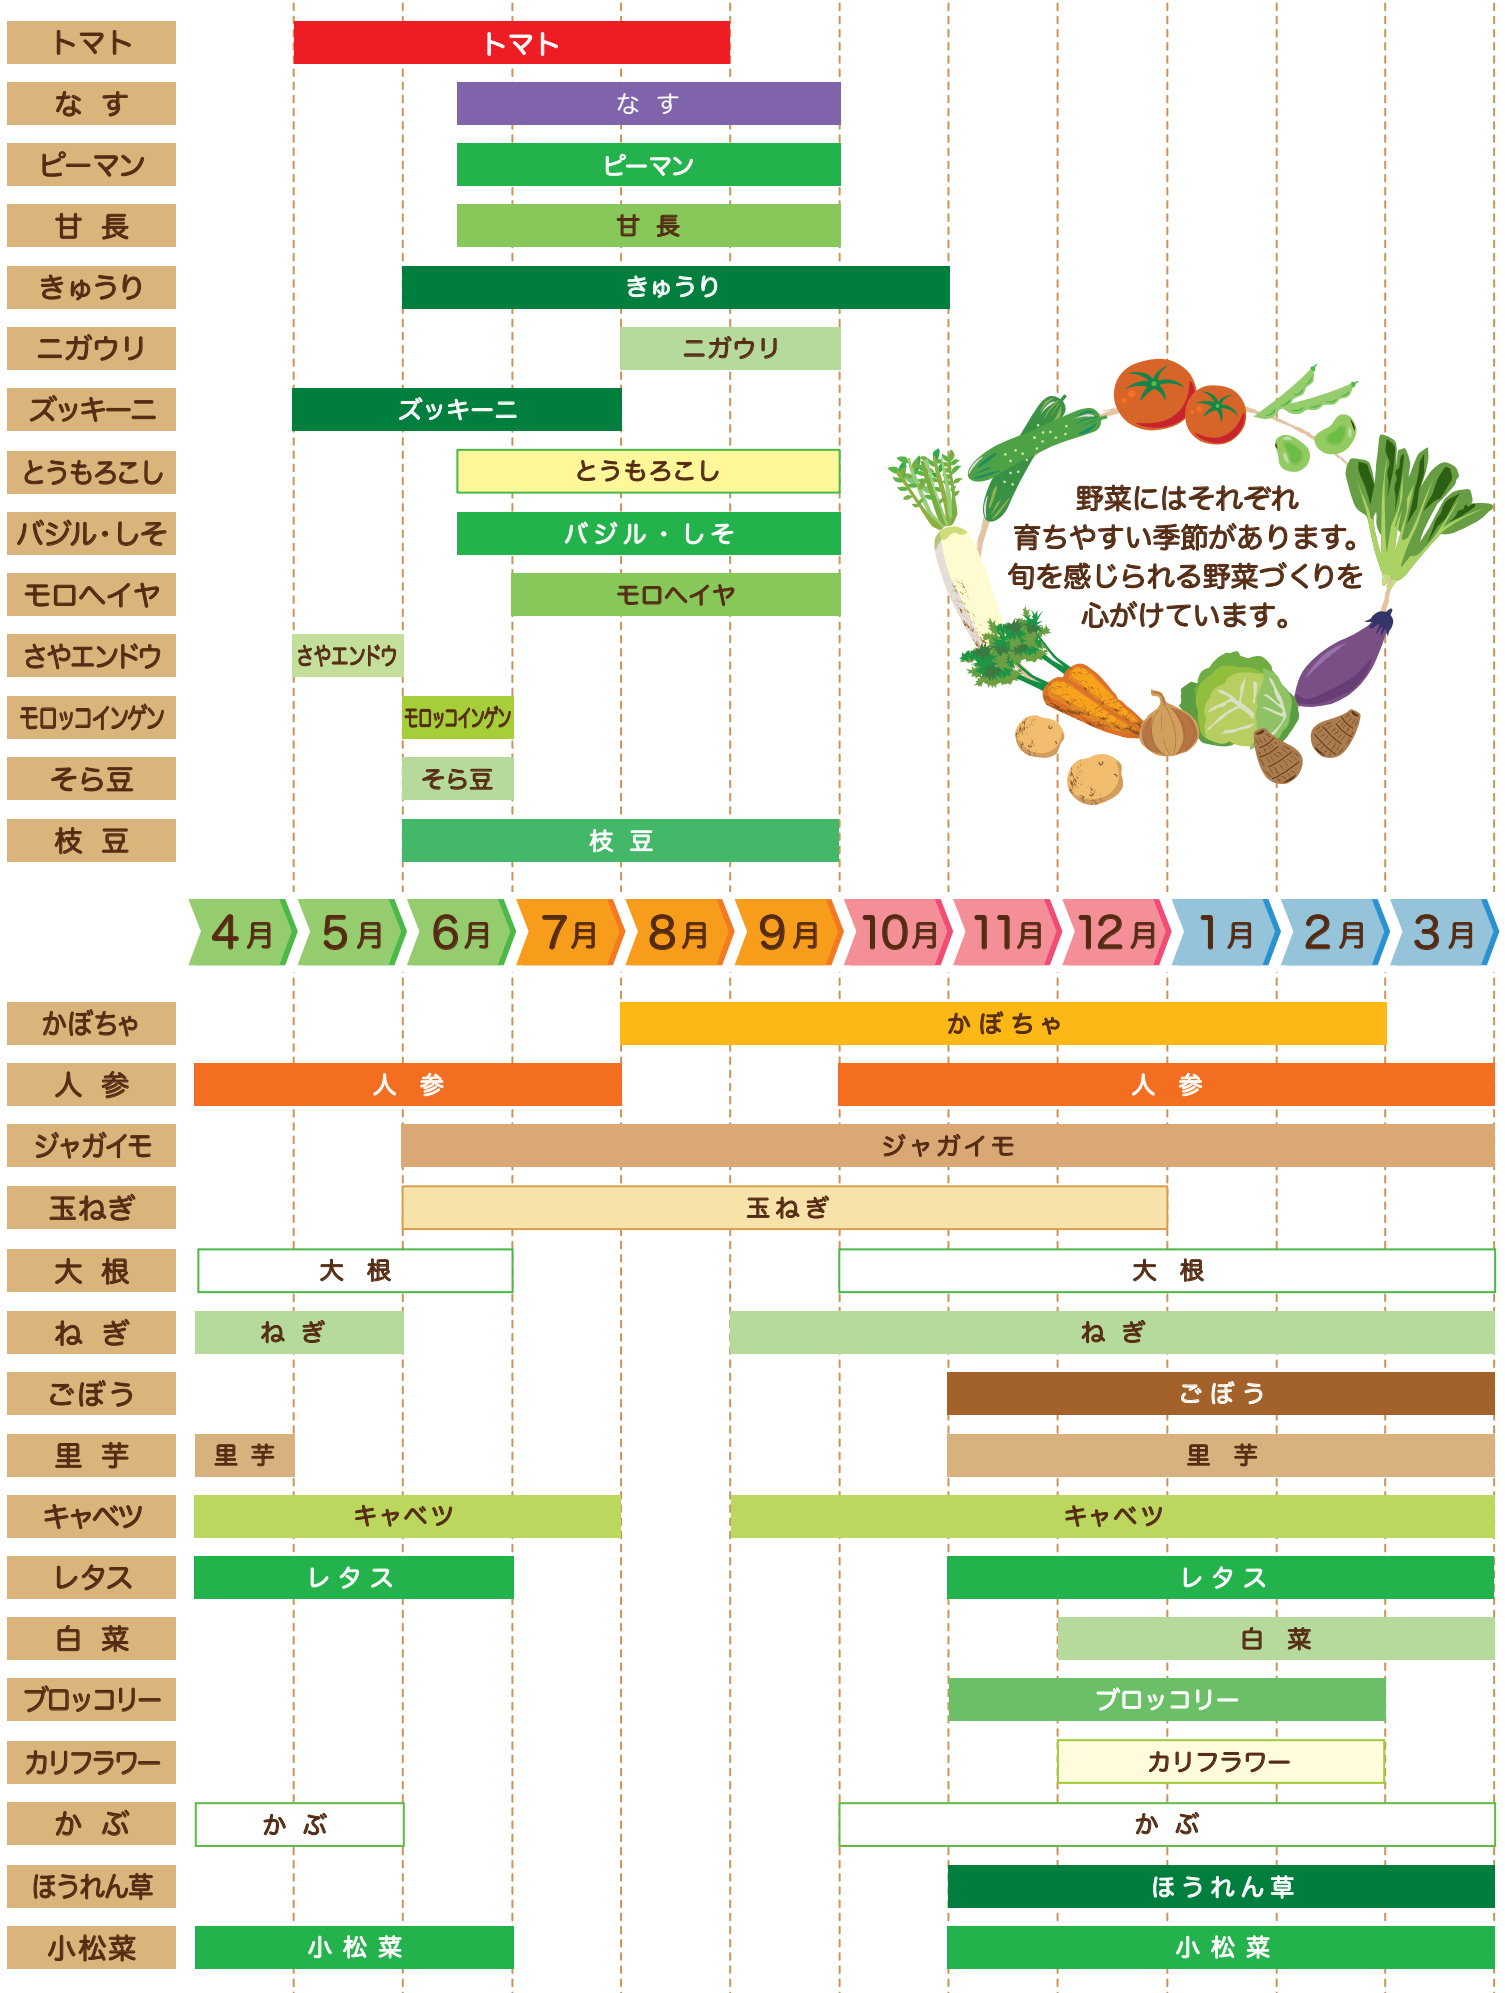 トマト トマト
なす なす
ピーマン ピーマン
甘長 甘長
きゅうり きゅうり
ニガウリ ニガウリ
ズッキーニ ズッキーニ
とうもろこし とうもろこし
バジル・しそ バジル・しそ
モロヘイヤ モロヘイヤ
さやエンドウ さやエンドウ
モロッコインゲン モロッコインゲン
そら豆 そら豆
枝豆 枝豆
野菜にはそれぞれ
育ちやすい季節があります。
旬を感じられる野菜づくりを
心がけています。
4月 5月 6月 7月 8月 9月 10月 11月 12月 1月 2月 3月
かぼちゃ かぼちゃ
人参 人参 人参
ジャガイモ ジャガイモ
玉ねぎ 玉ねぎ
大根 大根 大根
ねぎ ねぎ ねぎ
ごぼう ごぼう
里芋 里芋 里芋
キャベツ キャベツ キャベツ
レタス レタス レタス
白菜 白菜
ブロッコリー ブロッコリー
カリフラワー カリフラワー
かぶ かぶ かぶ
ほうれん草 ほうれん草
小松菜 小松菜 小松菜